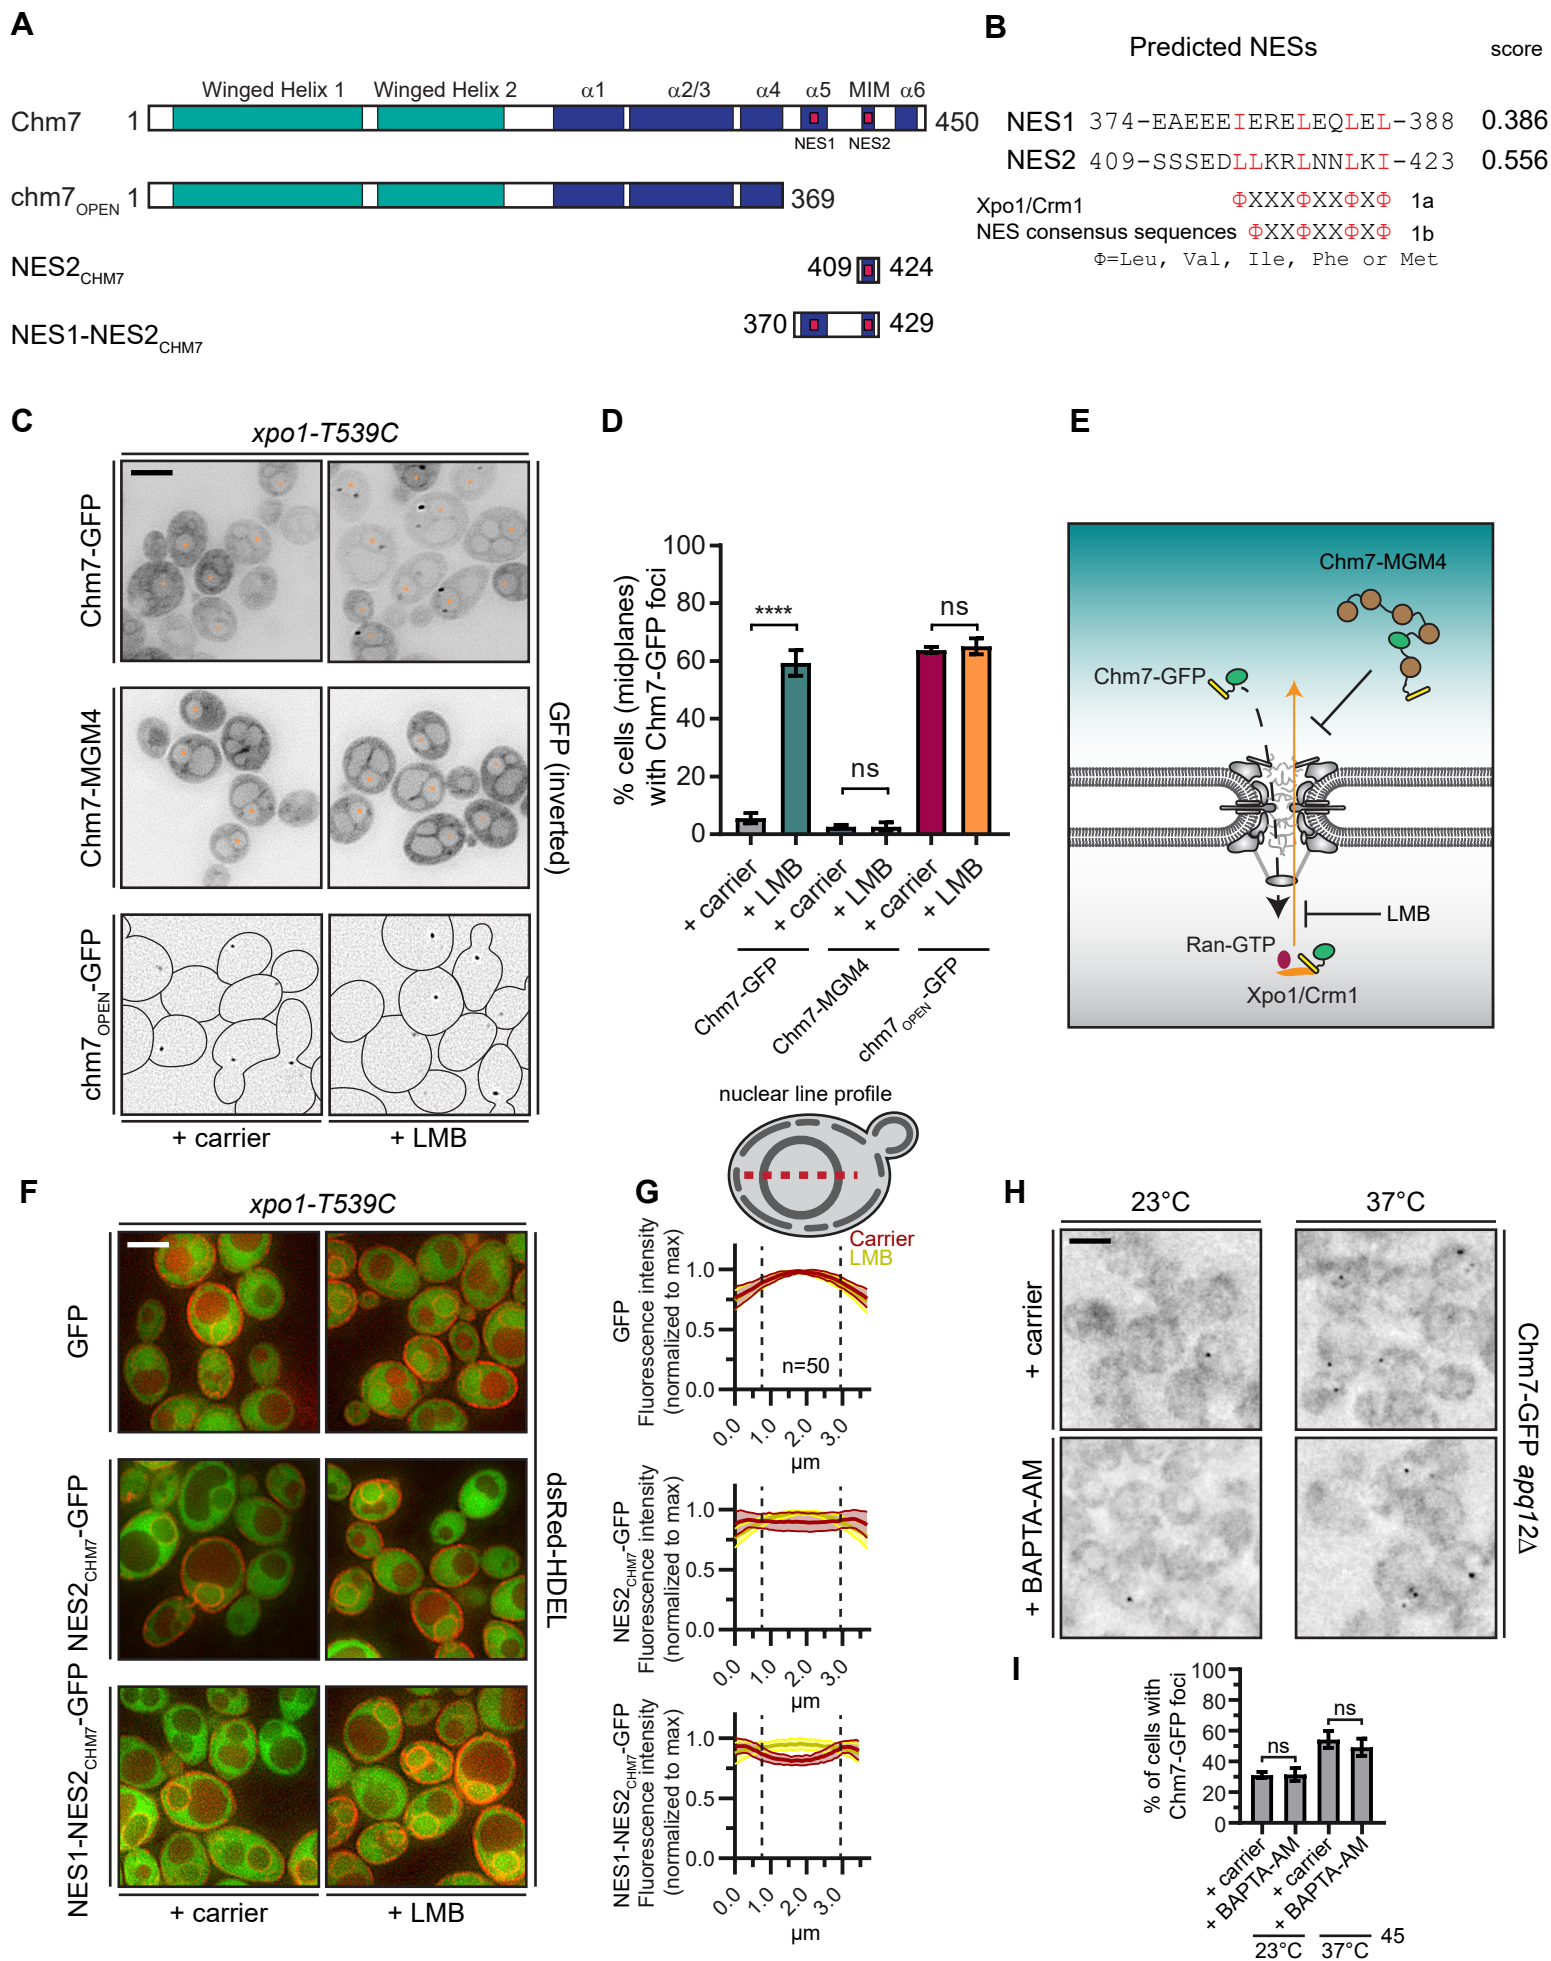 A
Winged Helix 1 Winged Helix 2 α1 α2/3 α4 α5 MIM α6
Chm7 1 450
NES1 NES2
chm7OPEN 1 369
NES2CHM7 409 424
NES1-NES2CHM7 370 429
B
Predicted NESs score
NES1 374-EAEEEIERELEQLEL-388 0.386
NES2 409-SSSEDLLKRLNNLKI-423 0.556
Xpo1/Crm1
NES consensus sequences
ΦXXXΦXXΦXΦ 1a
ΦXXΦXXΦXΦ 1b
Φ=Leu, Val, Ile, Phe or Met
C
xpo1-T539C
Chm7-GFP
Chm7-MGM4
chm7OPEN-GFP
GFP (inverted)
+ carrier + LMB
D
% cells (midplanes)
with Chm7-GFP foci
100
80
60
40
20
0
**** ns ns
+ carrier + LMB + carrier + LMB + carrier + LMB
Chm7-GFP Chm7-MGM4 chm7OPEN-GFP
E
Chm7-MGM4
Chm7-GFP
LMB
Ran-GTP
Xpo1/Crm1
F
xpo1-T539C
GFP
NES2CHM7-GFP
NES1-NES2CHM7-GFP
dsRed-HDEL
+ carrier + LMB
G
nuclear line profile
Carrier
LMB
GFP
Fluorescence intensity
(normalized to max)
1.0
0.5
0.0
n=50
0.0 1.0 2.0 3.0
µm
NES2CHM7-GFP
Fluorescence intensity
(normalized to max)
1.0
0.5
0.0
0.0 1.0 2.0 3.0
µm
NES1-NES2CHM7-GFP
Fluorescence intensity
(normalized to max)
1.0
0.5
0.0
0.0 1.0 2.0 3.0
µm
H
23°C 37°C
+ carrier
+ BAPTA-AM
Chm7-GFP apq12Δ
I
% of cells with
Chm7-GFP foci
100
80
60
40
20
0
ns ns
+ carrier + BAPTA-AM + carrier + BAPTA-AM
23°C 37°C
45